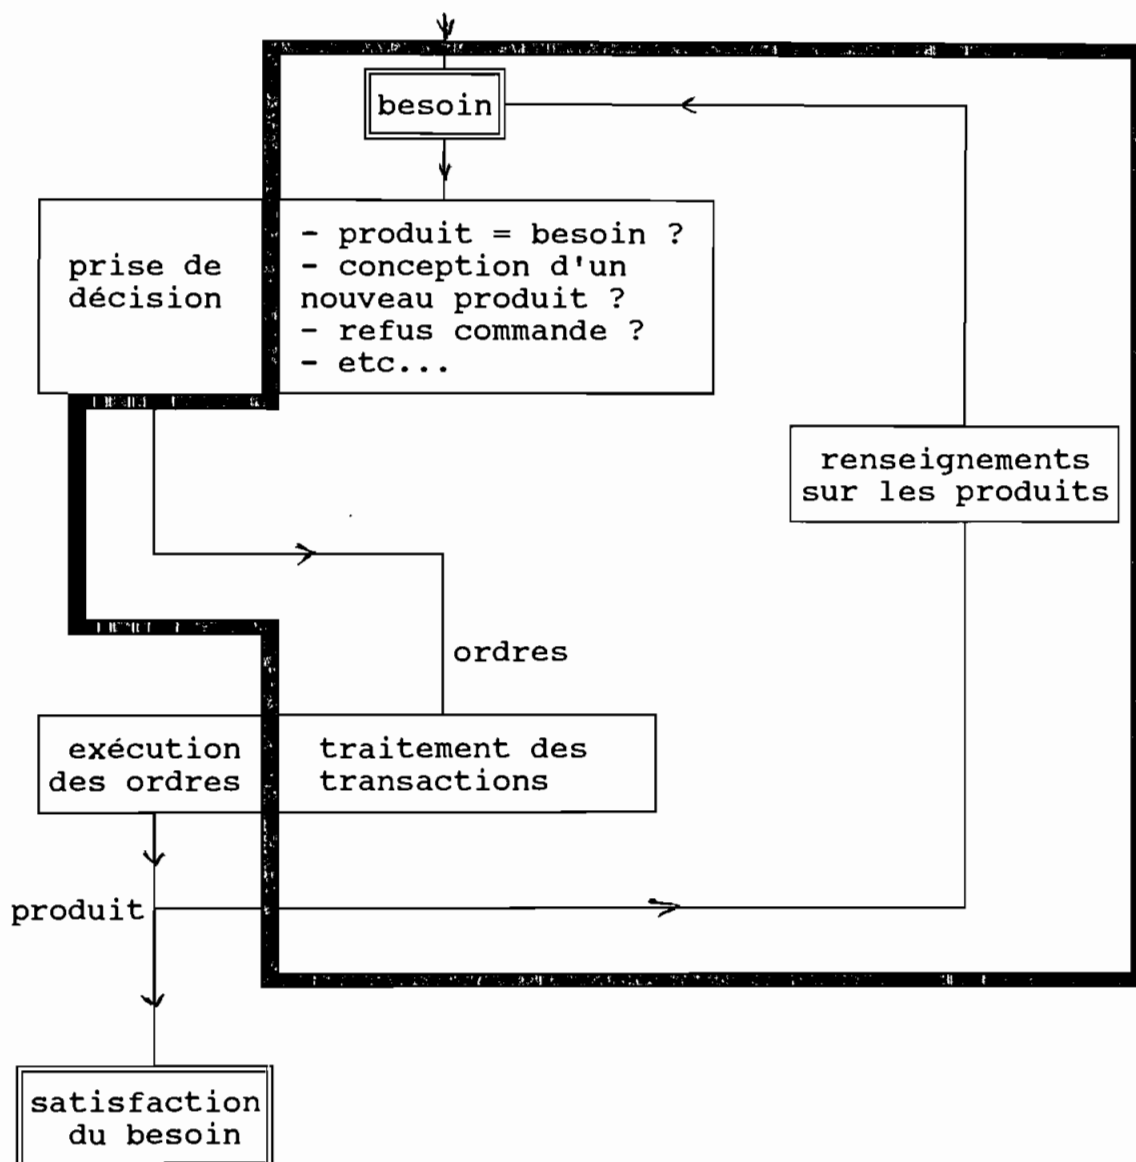 besoin
prise de
décision
- produit = besoin ?
- conception d'un
nouveau produit ?
- refus commande ?
- etc...
renseignements
sur les produits
ordres
exécution
des ordres
traitement des
transactions
produit
satisfaction
du besoin